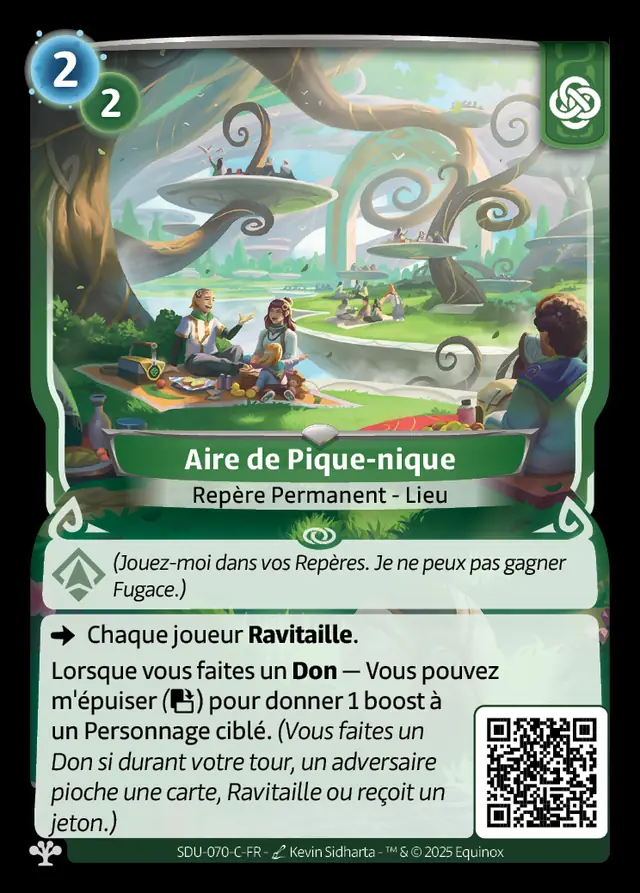 2
2
Aire de Pique-nique
Repère Permanent - Lieu
(Jouez-moi dans vos Repères. Je ne peux pas gagner
Fugace.)
Chaque joueur Ravitaille.
Lorsque vous faites un Don — Vous pouvez
m'épuiser () pour donner 1 boost à
un Personnage ciblé. (Vous faites un
Don si durant votre tour, un adversaire
pioche une carte, Ravitaille ou reçoit un
jeton.)
SDU-070-C-FR - Kevin Sidharta - ™ & © 2025 Equinox